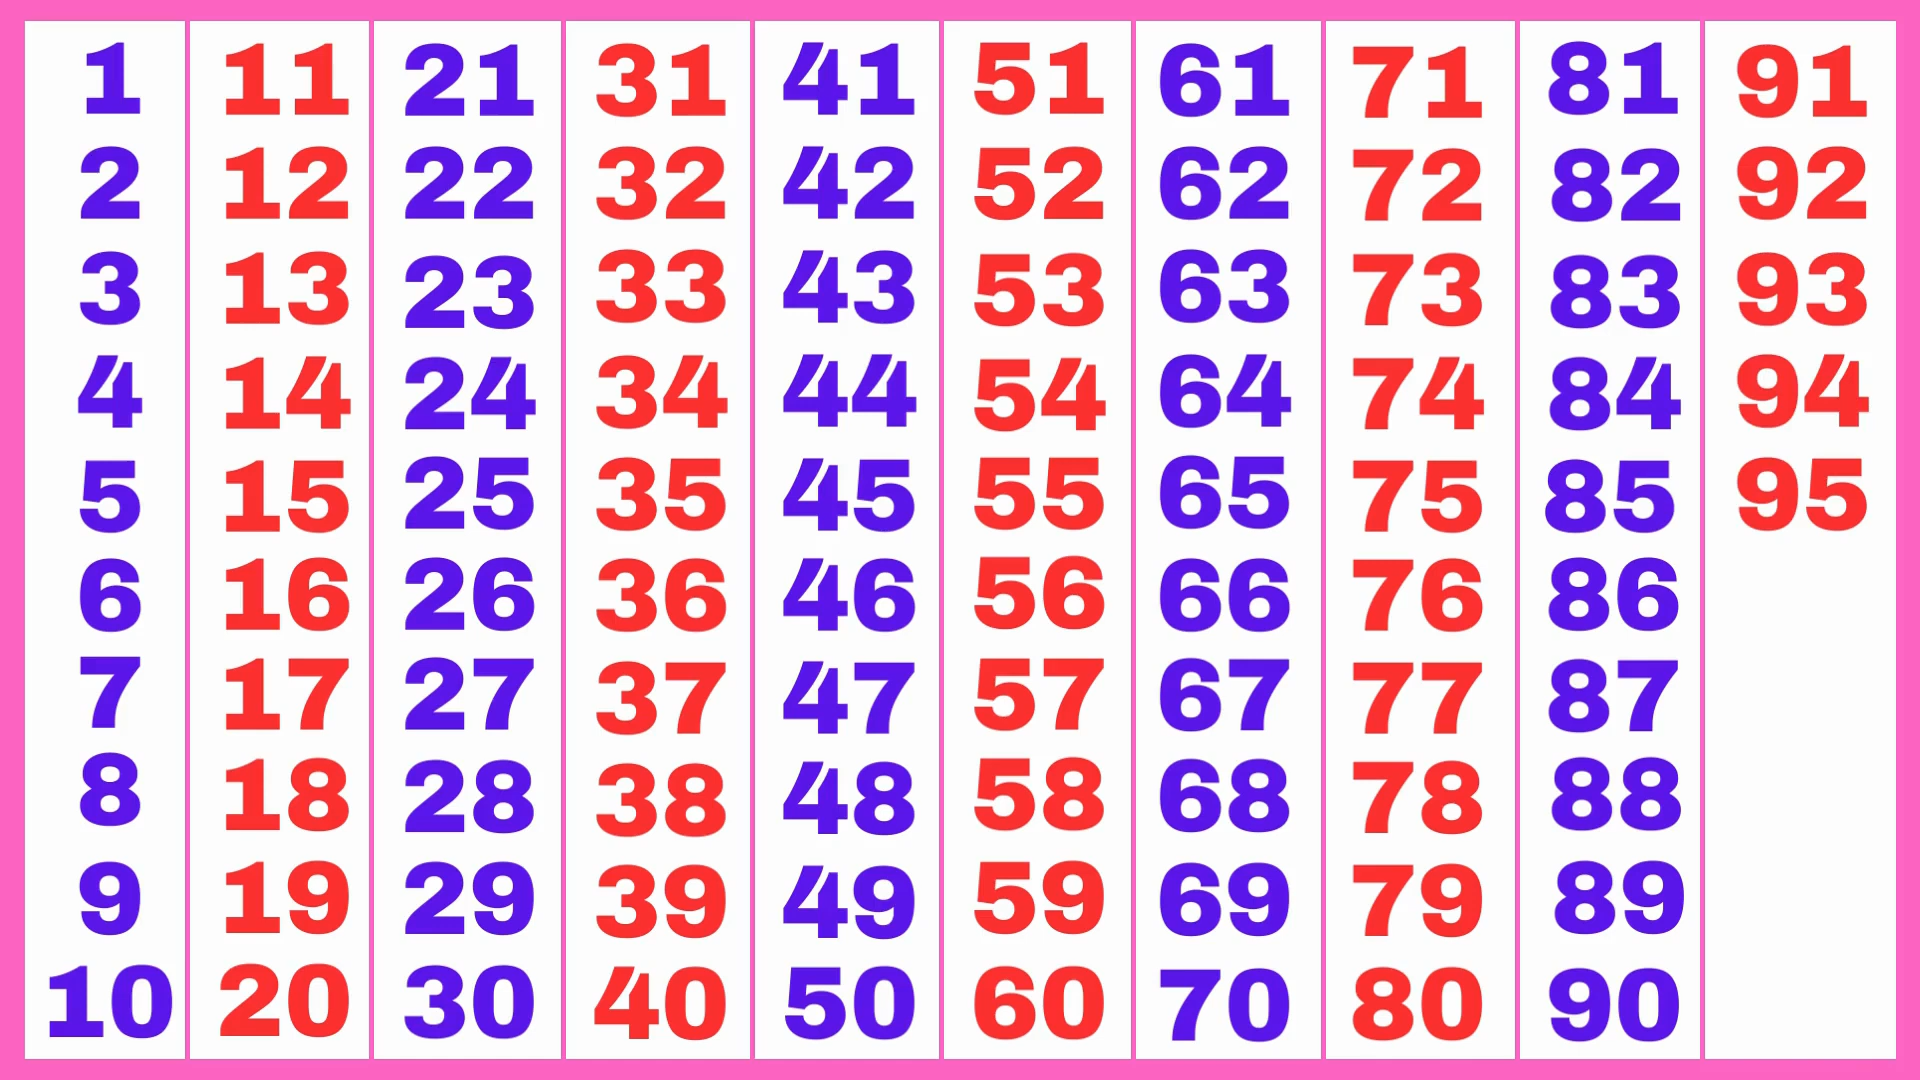 1 11 21 31 41 51 61 71 81 91
2 12 22 32 42 52 62 72 82 92
3 13 23 33 43 53 63 73 83 93
4 14 24 34 44 54 64 74 84 94
5 15 25 35 45 55 65 75 85 95
6 16 26 36 46 56 66 76 86
7 17 27 37 47 57 67 77 87
8 18 28 38 48 58 68 78 88
9 19 29 39 49 59 69 79 89
10 20 30 40 50 60 70 80 90